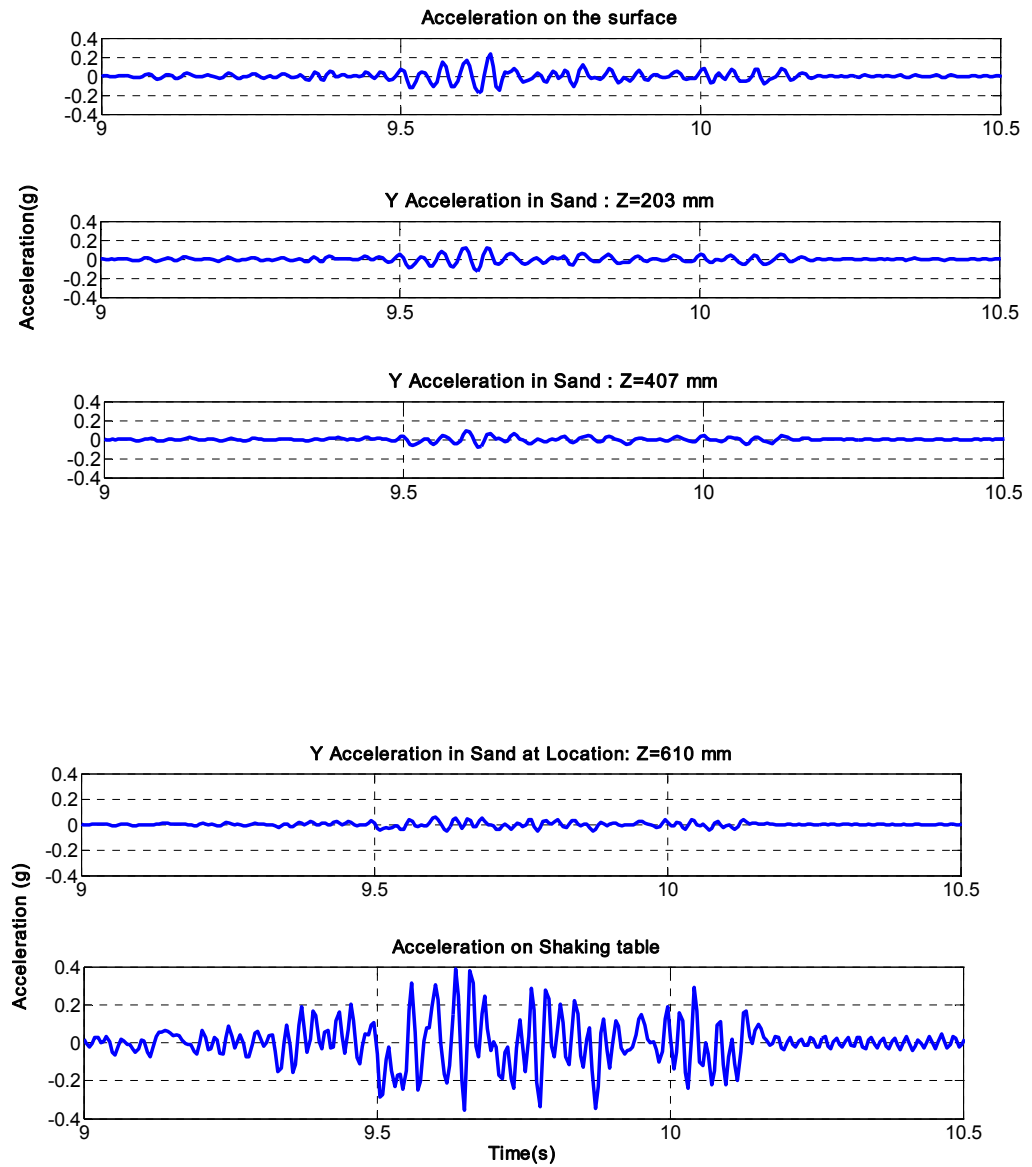 Acceleration on the surface
0.4
0.2
0
-0.2
-0.4
9 9.5 10 10.5
Acceleration(g)
Y Acceleration in Sand : Z=203 mm
0.4
0.2
0
-0.2
-0.4
9 9.5 10 10.5
Y Acceleration in Sand : Z=407 mm
0.4
0.2
0
-0.2
-0.4
9 9.5 10 10.5
Y Acceleration in Sand at Location: Z=610 mm
0.4
0.2
0
-0.2
-0.4
9 9.5 10 10.5
Acceleration (g)
Acceleration on Shaking table
0.4
0.2
0
-0.2
-0.4
9 9.5 10 10.5
Time(s)